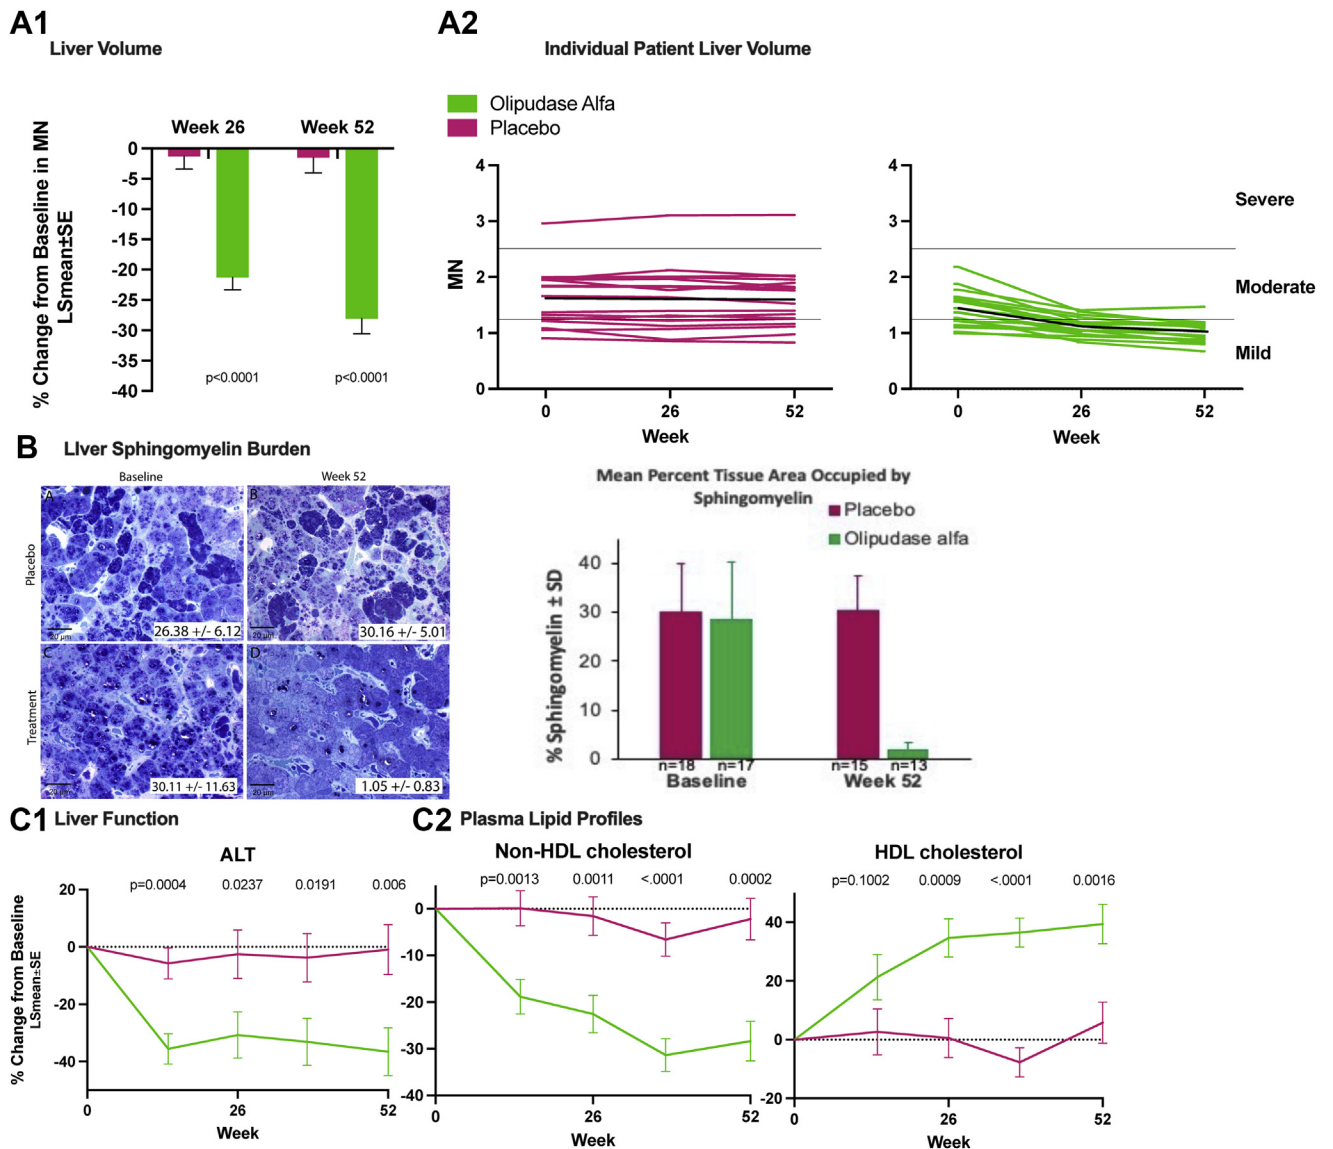 A1
Liver Volume
% Change from Baseline in MN
LSmean±SE
Week 26
Week 52
0
-5
-10
-15
-20
-25
-30
-35
-40
p<0.0001
p<0.0001
A2
Individual Patient Liver Volume
Olipudase Alfa
Placebo
MN
4
3
2
1
0
0
26
52
Week
4
3
2
1
0
0
26
52
Week
Severe
Moderate
Mild
B
LIver Sphingomyelin Burden
Baseline
Week 52
Placebo
Treatment
A
20 µm
26.38 +/- 6.12
B
20 µm
30.16 +/- 5.01
C
20 µm
30.11 +/- 11.63
D
20 µm
1.05 +/- 0.83
Mean Percent Tissue Area Occupied by
Sphingomyelin
Placebo
Olipudase alfa
% Sphingomyelin ± SD
40
30
20
10
0
n=18
n=17
n=15
n=13
Baseline
Week 52
C1
Liver Function
ALT
% Change from Baseline
LSmean±SE
p=0.0004
0.0237
0.0191
0.006
20
0
-20
-40
0
26
52
Week
C2
Plasma Lipid Profiles
Non-HDL cholesterol
p=0.0013
0.0011
<.0001
0.0002
0
-10
-20
-30
-40
0
26
52
Week
HDL cholesterol
p=0.1002
0.0009
<.0001
0.0016
40
20
0
-20
0
26
52
Week